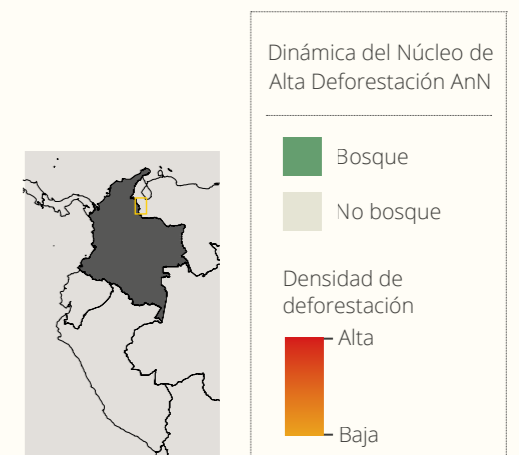 Dinámica del Núcleo de
Alta Deforestación AnN
Bosque
No bosque
Densidad de
deforestación
Alta
Baja